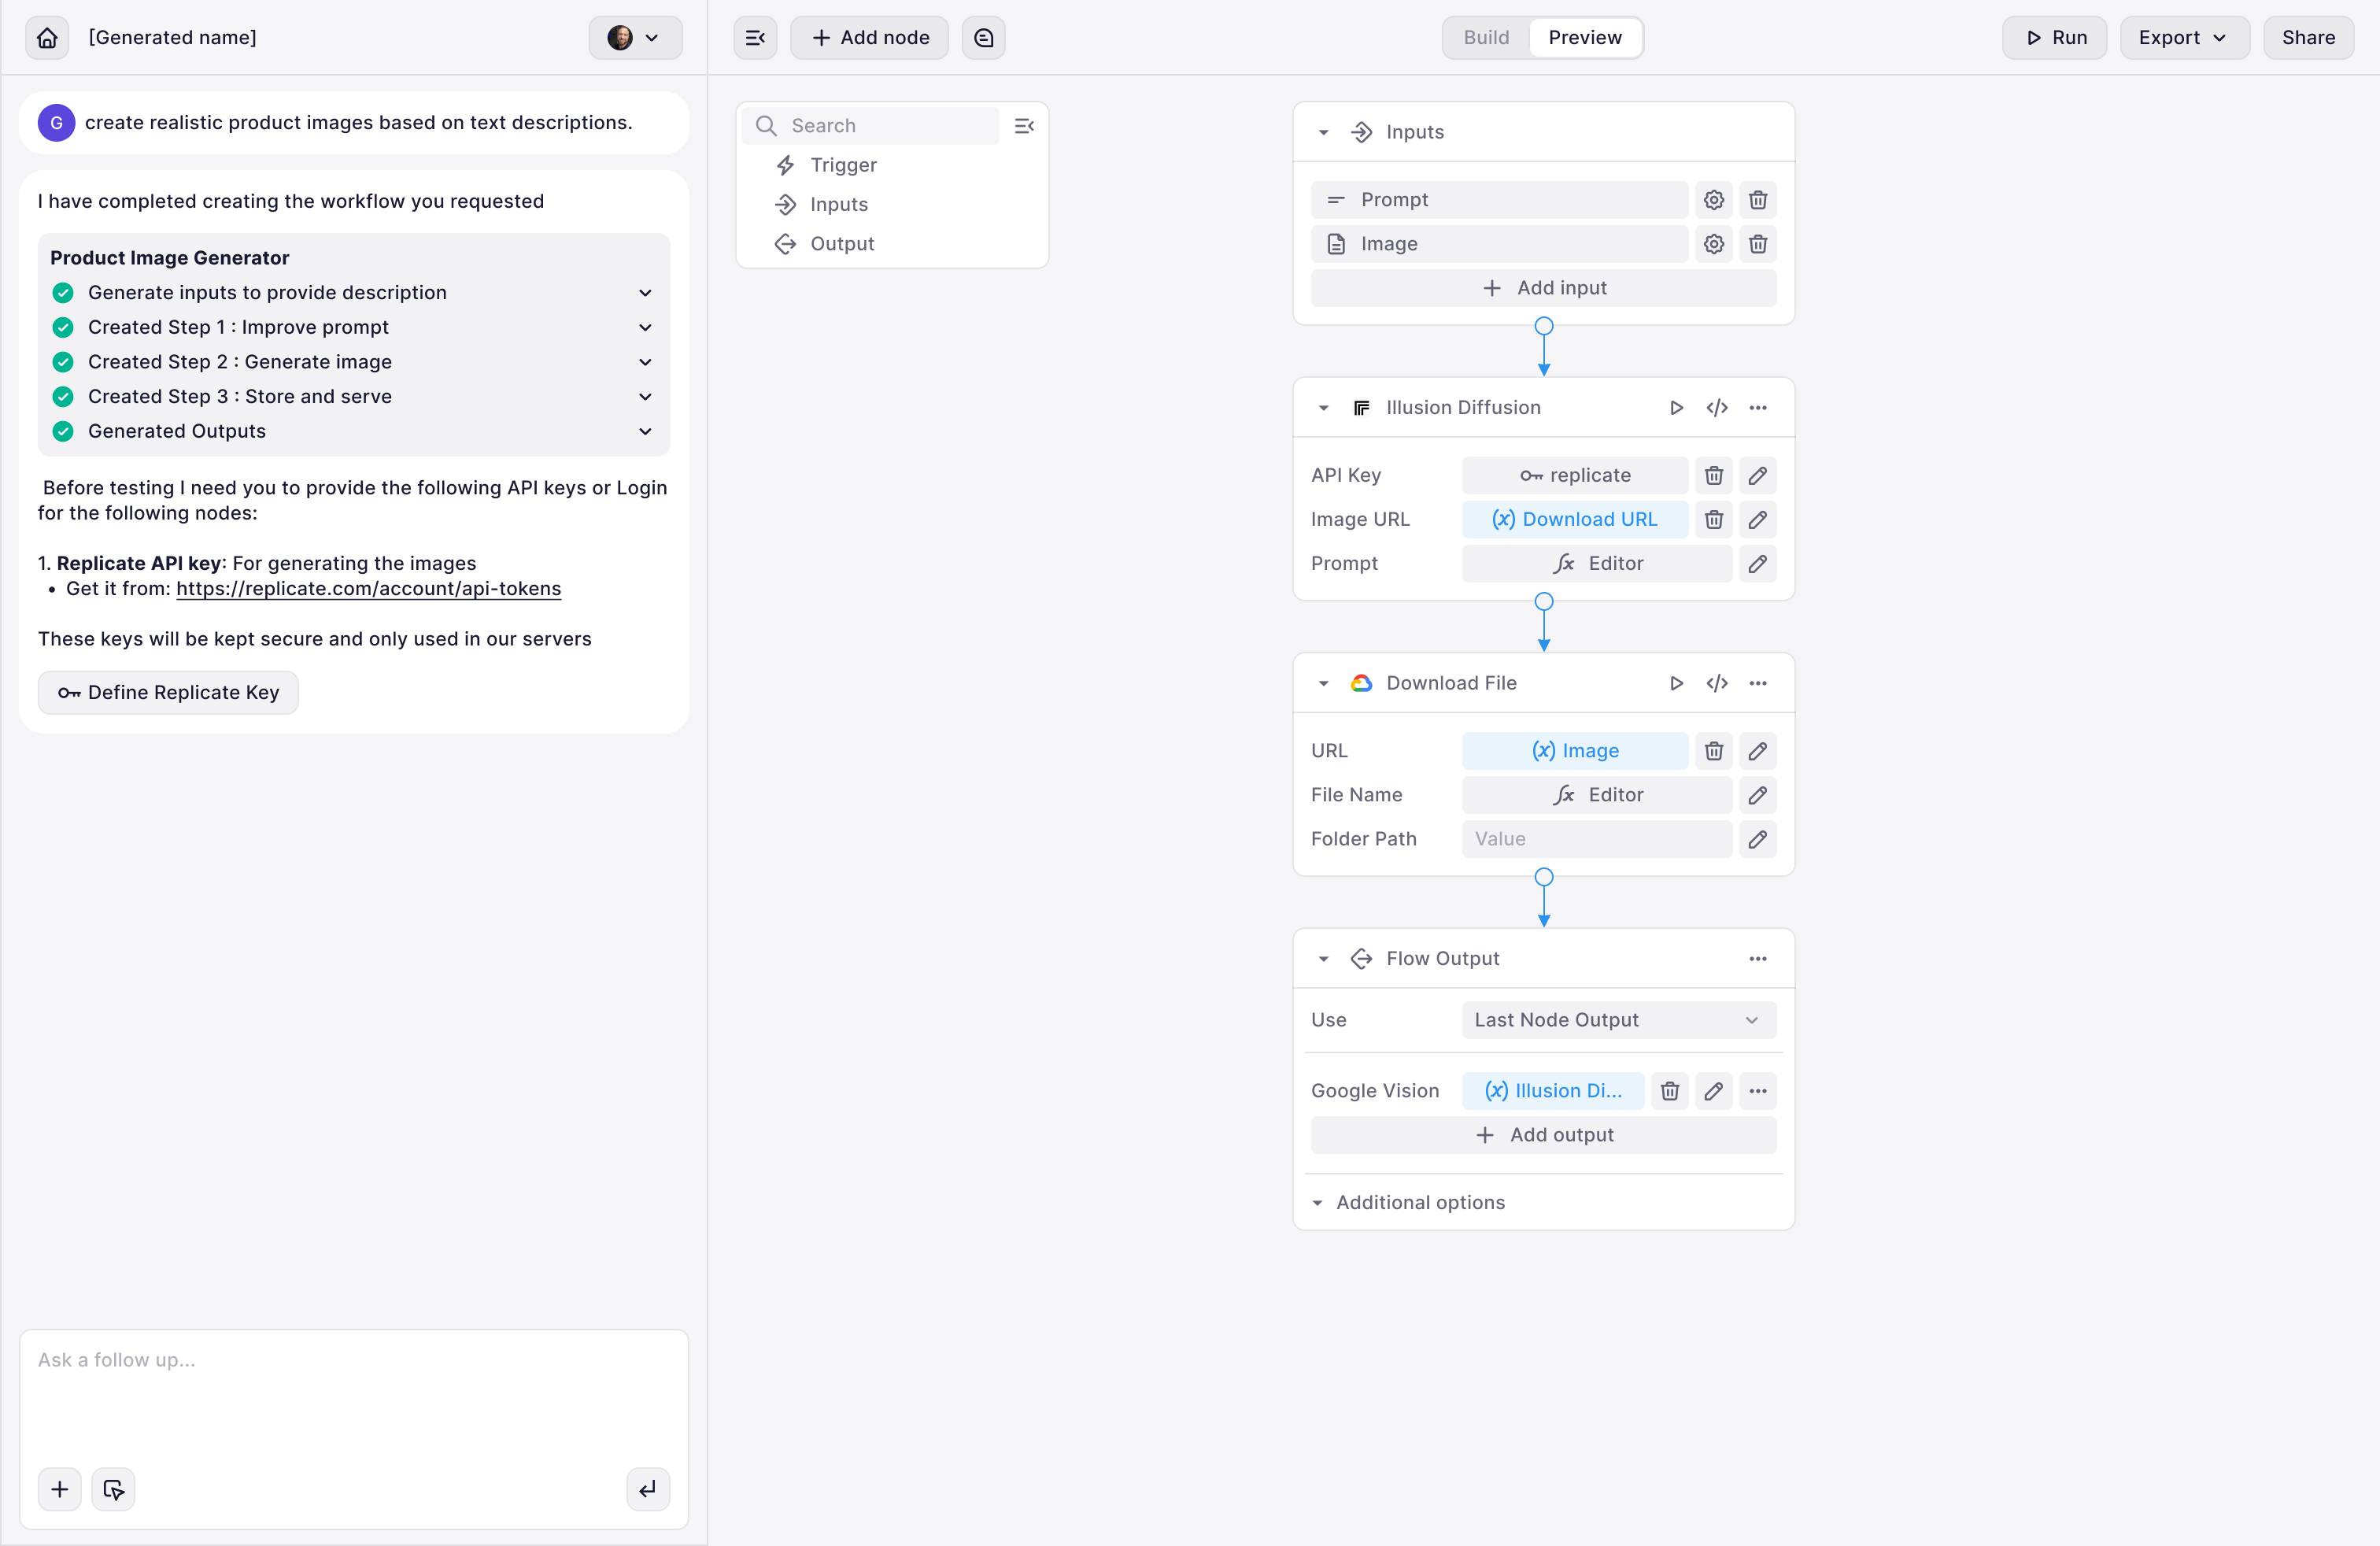 [Generated name]
Add node
Build
Preview
Run
Export
Share
G
create realistic product images based on text descriptions.
I have completed creating the workflow you requested
Product Image Generator
Generate inputs to provide description
Created Step 1 : Improve prompt
Created Step 2 : Generate image
Created Step 3 : Store and serve
Generated Outputs
Before testing I need you to provide the following API keys or Login
for the following nodes:
1. Replicate API key: For generating the images
• Get it from: https://replicate.com/account/api-tokens
These keys will be kept secure and only used in our servers
Define Replicate Key
Ask a follow up...
Search
Trigger
Inputs
Output
Inputs
Prompt
Image
Add input
Illusion Diffusion
API Key
replicate
Image URL
(x) Download URL
Prompt
fx Editor
Download File
URL
(x) Image
File Name
fx Editor
Folder Path
Value
Flow Output
Use
Last Node Output
Google Vision
(x) Illusion Di...
Add output
Additional options